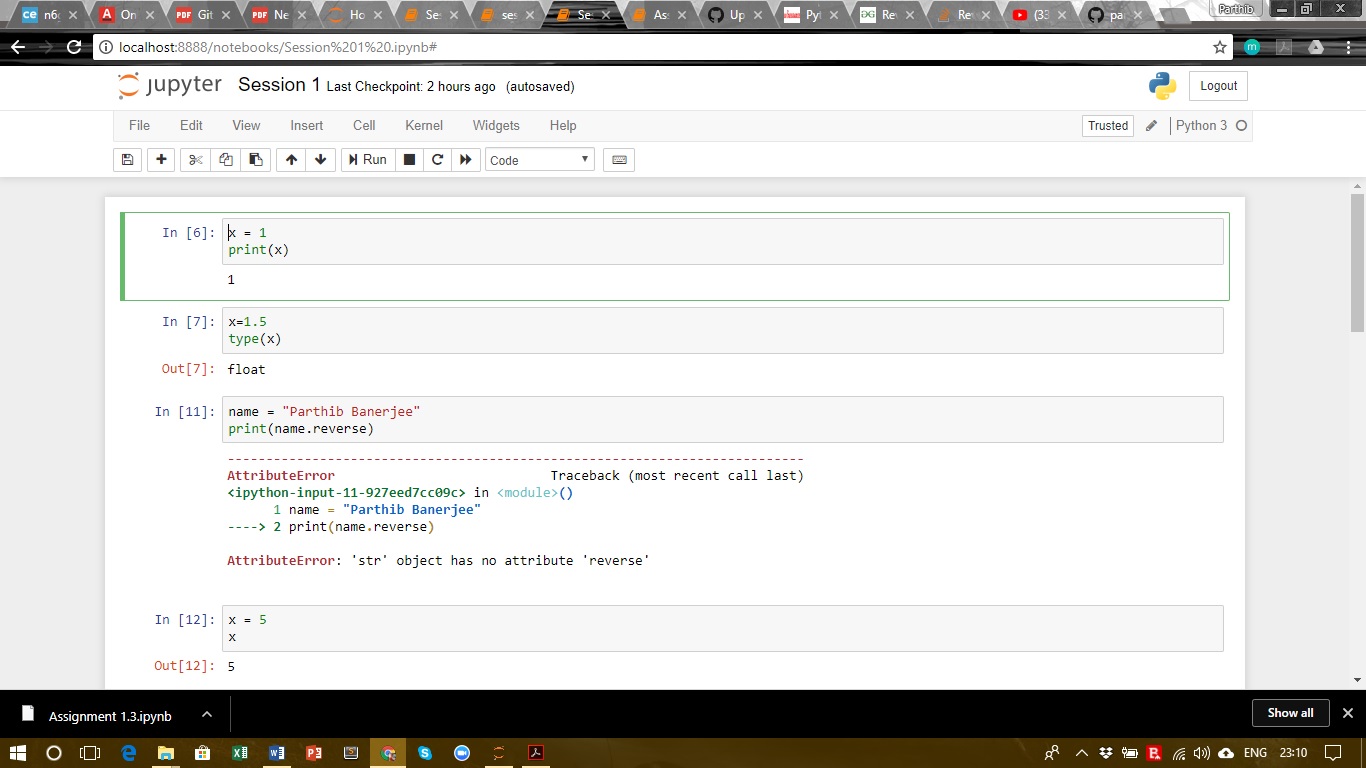 Parthib
ce n6g
A On
PDF Git
PDF Ne
Ho
Se
ses
Se
Ass
Up
Pyt
GG Re
Re
(33
pa
localhost:8888/notebooks/Session%201%20.ipynb#
m
jupyter Session 1 Last Checkpoint: 2 hours ago (autosaved)
Logout
File Edit View Insert Cell Kernel Widgets Help
Trusted Python 3
Run Code
In [6]: x = 1
print(x)
1
In [7]: x=1.5
type(x)
Out[7]: float
In [11]: name = "Parthib Banerjee"
print(name.reverse)
---------------------------------------------------------------------------
AttributeError Traceback (most recent call last)
<ipython-input-11-927eed7cc09c> in <module>()
1 name = "Parthib Banerjee"
----> 2 print(name.reverse)
AttributeError: 'str' object has no attribute 'reverse'
In [12]: x = 5
x
Out[12]: 5
Assignment 1.3.ipynb
Show all
ENG 23:10